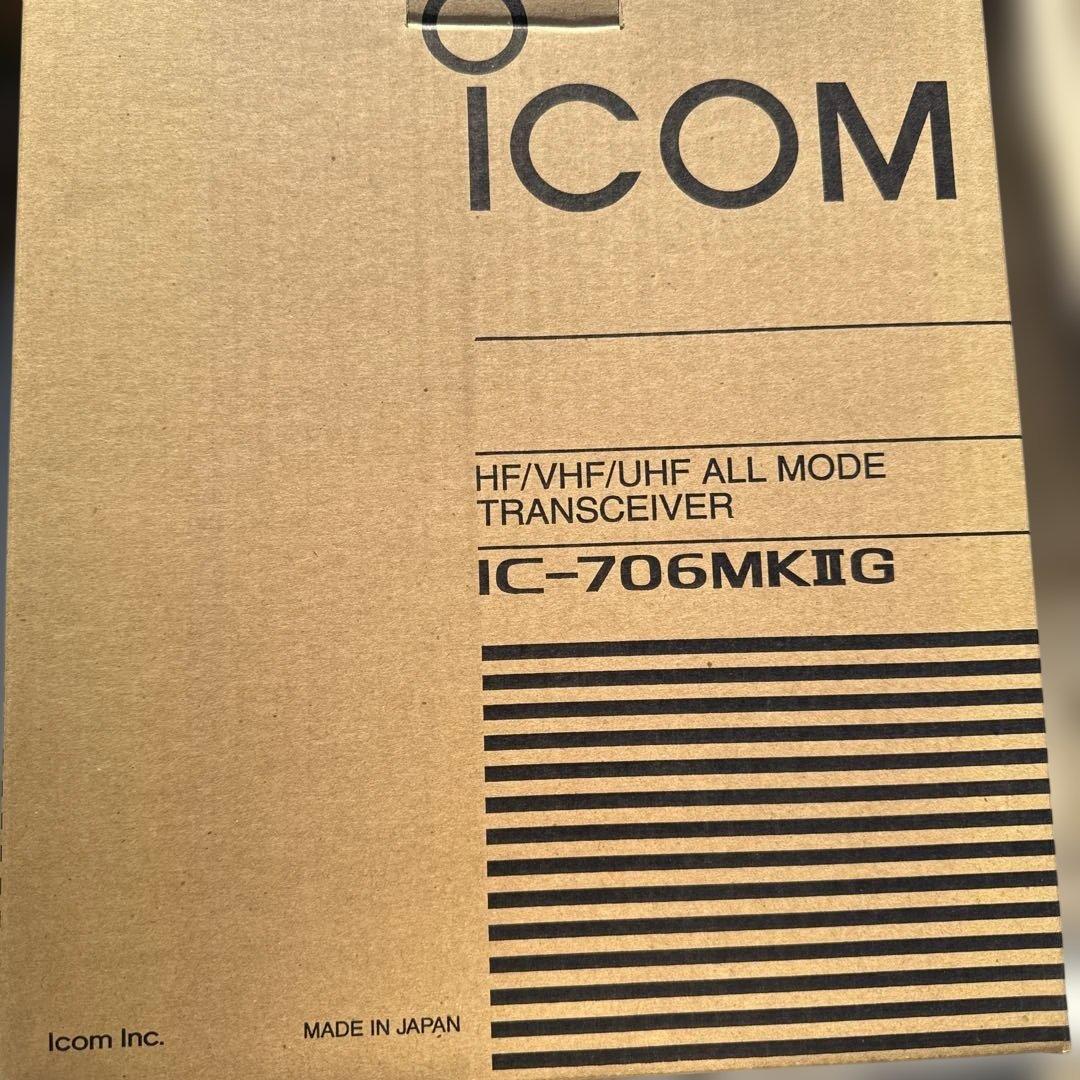 ICOM
HF/VHF/UHF ALL MODE
TRANSCEIVER
IC-706MKⅡG
Icom Inc.
MADE IN JAPAN